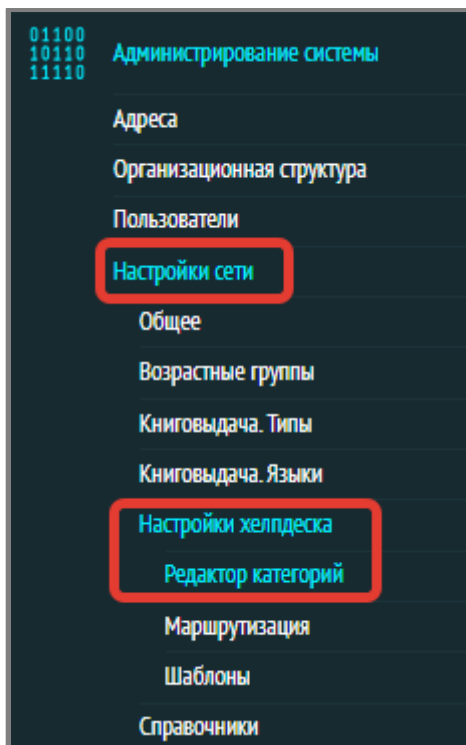 01100
10110
11110
Администрирование системы
Адреса
Организационная структура
Пользователи
Настройки сети
Общее
Возрастные группы
Книговыдача. Типы
Книговыдача. Языки
Настройки хелпдеска
Редактор категорий
Маршрутизация
Шаблоны
Справочники